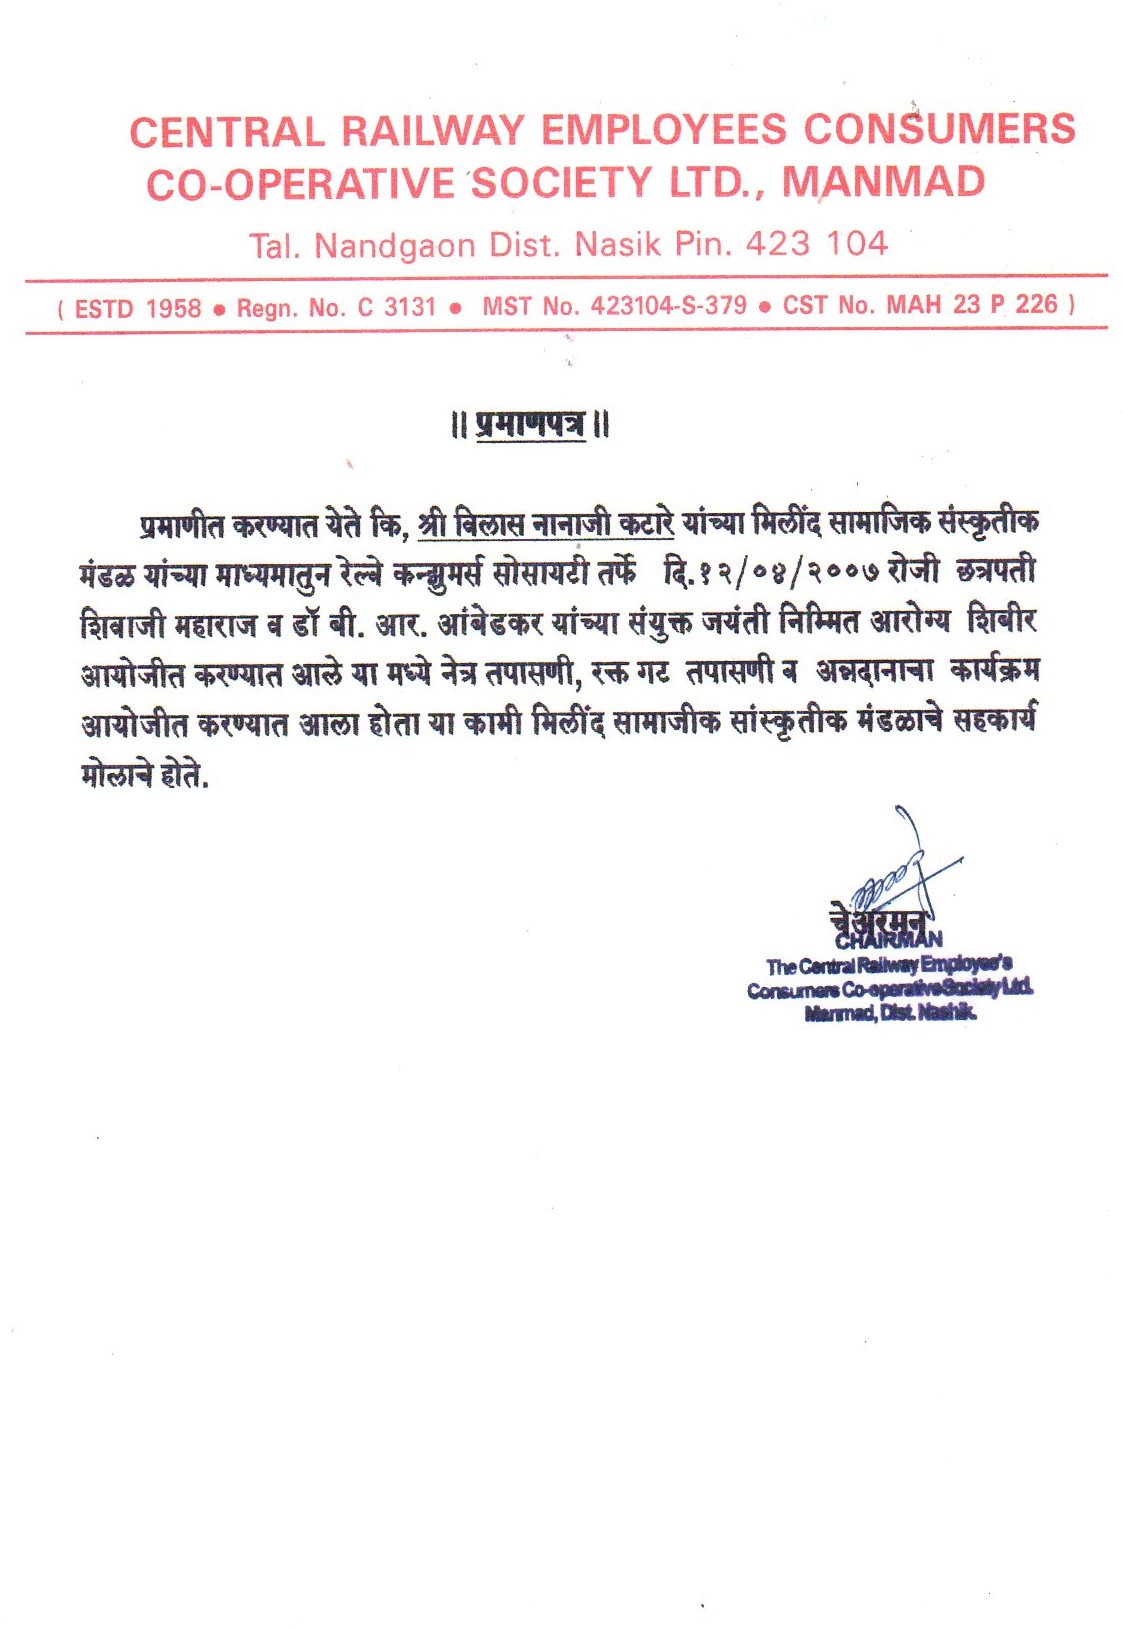 CENTRAL RAILWAY EMPLOYEES CONSUMERS
CO-OPERATIVE SOCIETY LTD., MANMAD
Tal. Nandgaon Dist. Nasik Pin. 423 104
( ESTD 1958 ● Regn. No. C 3131 ● MST No. 423104-S-379 ● CST No. MAH 23 P 226 )
॥ प्रमाणपत्र ॥
प्रमाणीत करण्यात येते कि, श्री विलास नानाजी कटारे यांच्या मिलींद सामाजिक संस्कृतीक
मंडळ यांच्या माध्यमातुन रेल्वे कन्झुमर्स सोसायटी तर्फे दि.१२/०४/२००७ रोजी छत्रपती
शिवाजी महाराज व डॉ बी. आर. आंबेडकर यांच्या संयुक्त जयंती निम्मित आरोग्य शिबीर
आयोजीत करण्यात आले या मध्ये नेत्र तपासणी, रक्त गट तपासणी व अन्नदानाचा कार्यक्रम
आयोजीत करण्यात आला होता या कामी मिलींद सामाजीक सांस्कृतीक मंडळाचे सहकार्य
मोलाचे होते.
चेअरमन
CHAIRMAN
The Central Railway Employee's
Consumers Co-operative Society Ltd.
Manmad, Dist. Nashik.